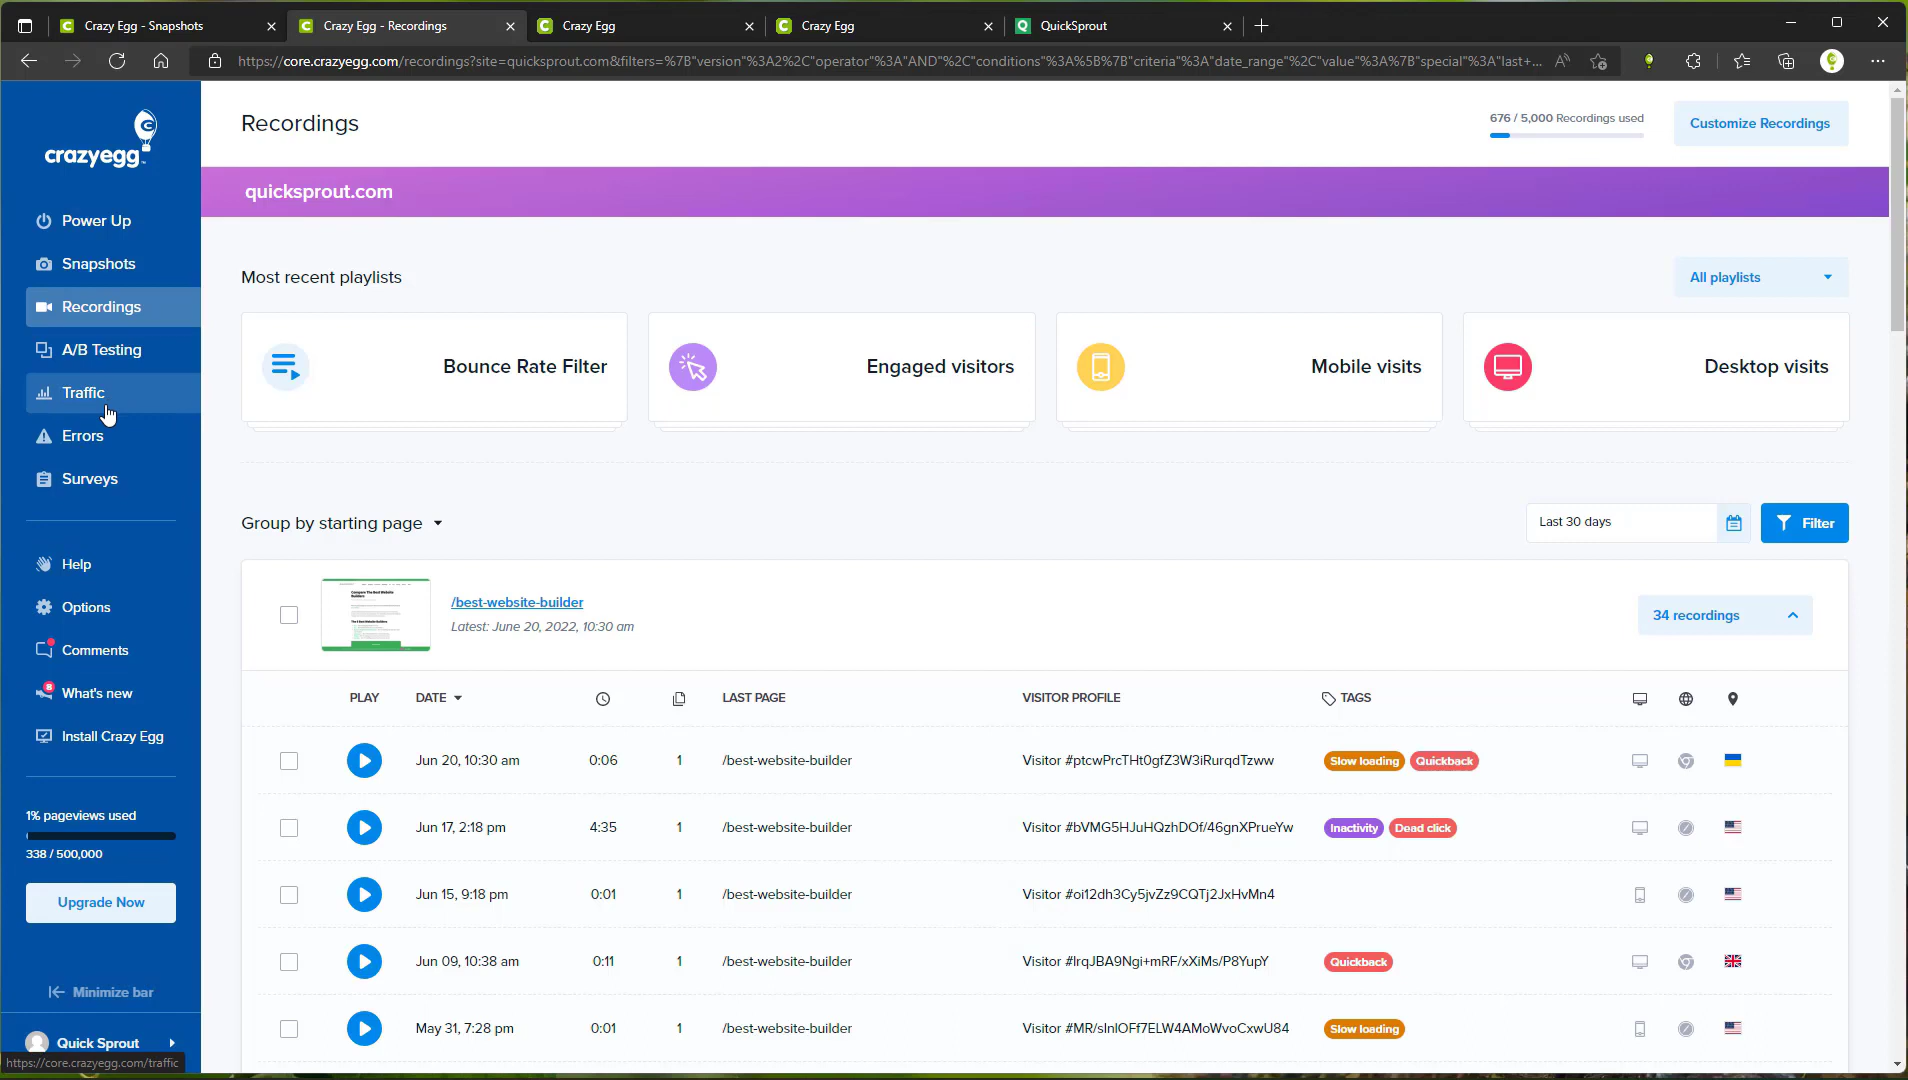 Crazy Egg - Snapshots
Crazy Egg - Recordings
Crazy Egg
Crazy Egg
QuickSprout
https://core.crazyegg.com/recordings?site=quicksprout.com&filters=%7B"version"%3A2%2C"operator"%3A"AND"%2C"conditions"%3A%5B%7B"criteria"%3A"date_range"%2C"value"%3A%7B"special"%3A"last+...
crazyegg
Power Up
Snapshots
Recordings
A/B Testing
Traffic
Errors
Surveys
Help
Options
Comments
8
What's new
Install Crazy Egg
1% pageviews used
338 / 500,000
Upgrade Now
Minimize bar
Quick Sprout
https://core.crazyegg.com/traffic
Recordings
676 / 5,000 Recordings used
Customize Recordings
quicksprout.com
Most recent playlists
All playlists
Bounce Rate Filter
Engaged visitors
Mobile visits
Desktop visits
Group by starting page
Last 30 days
Filter
/best-website-builder
Latest: June 20, 2022, 10:30 am
34 recordings
PLAY DATE LAST PAGE VISITOR PROFILE TAGS
Jun 20, 10:30 am 0:06 1 /best-website-builder Visitor #ptcwPrcTHt0gfZ3W3iRurqdTzww Slow loading Quickback
Jun 17, 2:18 pm 4:35 1 /best-website-builder Visitor #bVMG5HJuHQzhDOf/46gnXPrueYw Inactivity Dead click
Jun 15, 9:18 pm 0:01 1 /best-website-builder Visitor #oi12dh3Cy5jvZz9CQTj2JxHvMn4
Jun 09, 10:38 am 0:11 1 /best-website-builder Visitor #lrqJBA9Ngi+mRF/xXiMs/P8YupY Quickback
May 31, 7:28 pm 0:01 1 /best-website-builder Visitor #MR/slnlOFf7ELW4AMoWvoCxwU84 Slow loading